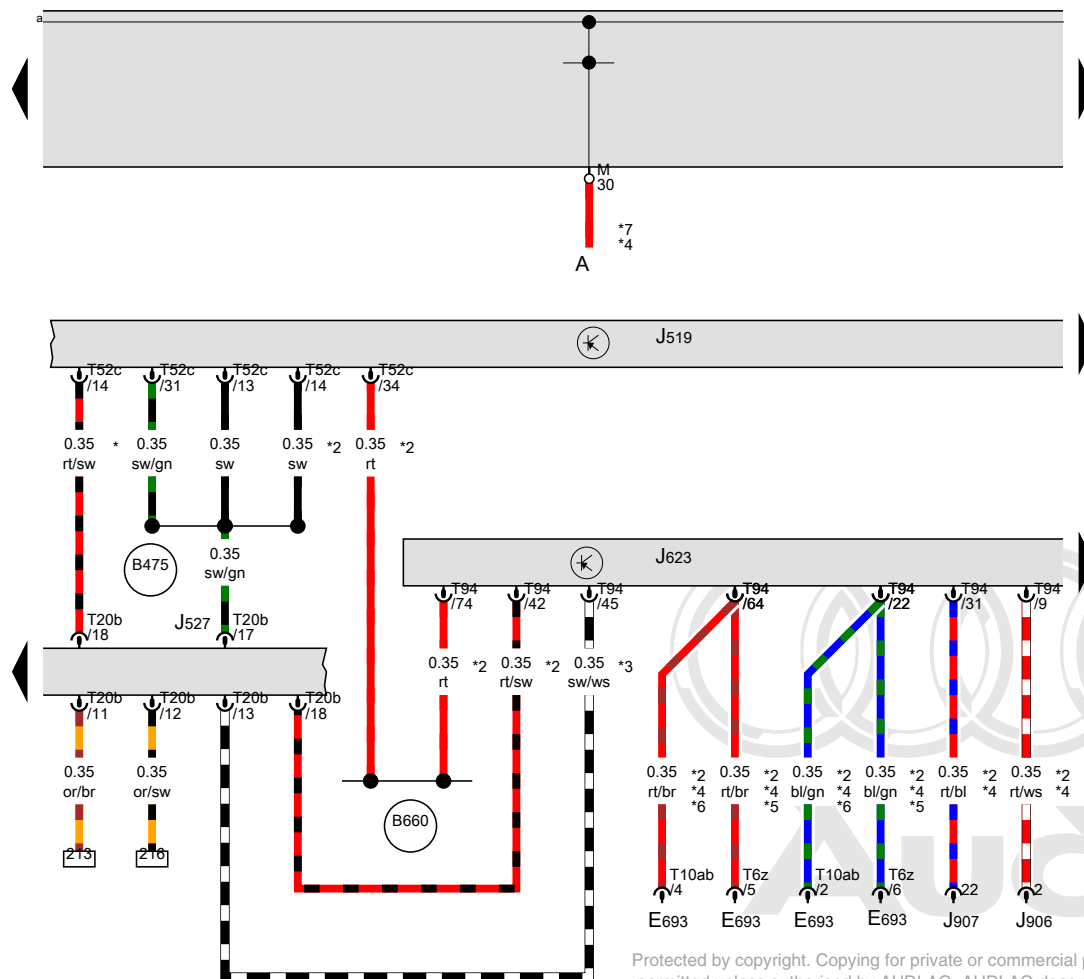 a
M
30
*7
*4
A
J519
T52c /14
T52c /31
T52c /13
T52c /14
T52c /34
0.35 rt/sw *
0.35 sw/gn
0.35 sw
0.35 sw *2
0.35 rt *2
B475
0.35 sw/gn
J623
T94 /74
T94 /42
T94 /45
T94 /64
T94 /22
T94 /31
T94 /9
T20b /18
J527
T20b /17
0.35 rt *2
0.35 rt/sw *2
0.35 sw/ws *3
T20b /11
T20b /12
T20b /13
T20b /18
0.35 or/br
0.35 or/sw
0.35 rt/br *2 *4 *6
0.35 rt/br *2 *4 *5
0.35 bl/gn *2 *4 *6
0.35 bl/gn *2 *4 *5
0.35 rt/bl *2 *4
0.35 rt/ws *2 *4
B660
213
216
T10ab /4
T6z /5
T10ab /2
T6z /6
22
2
E693
E693
E693
E693
J907
J906
Aud
Protected by copyright. Copying for private or commercial